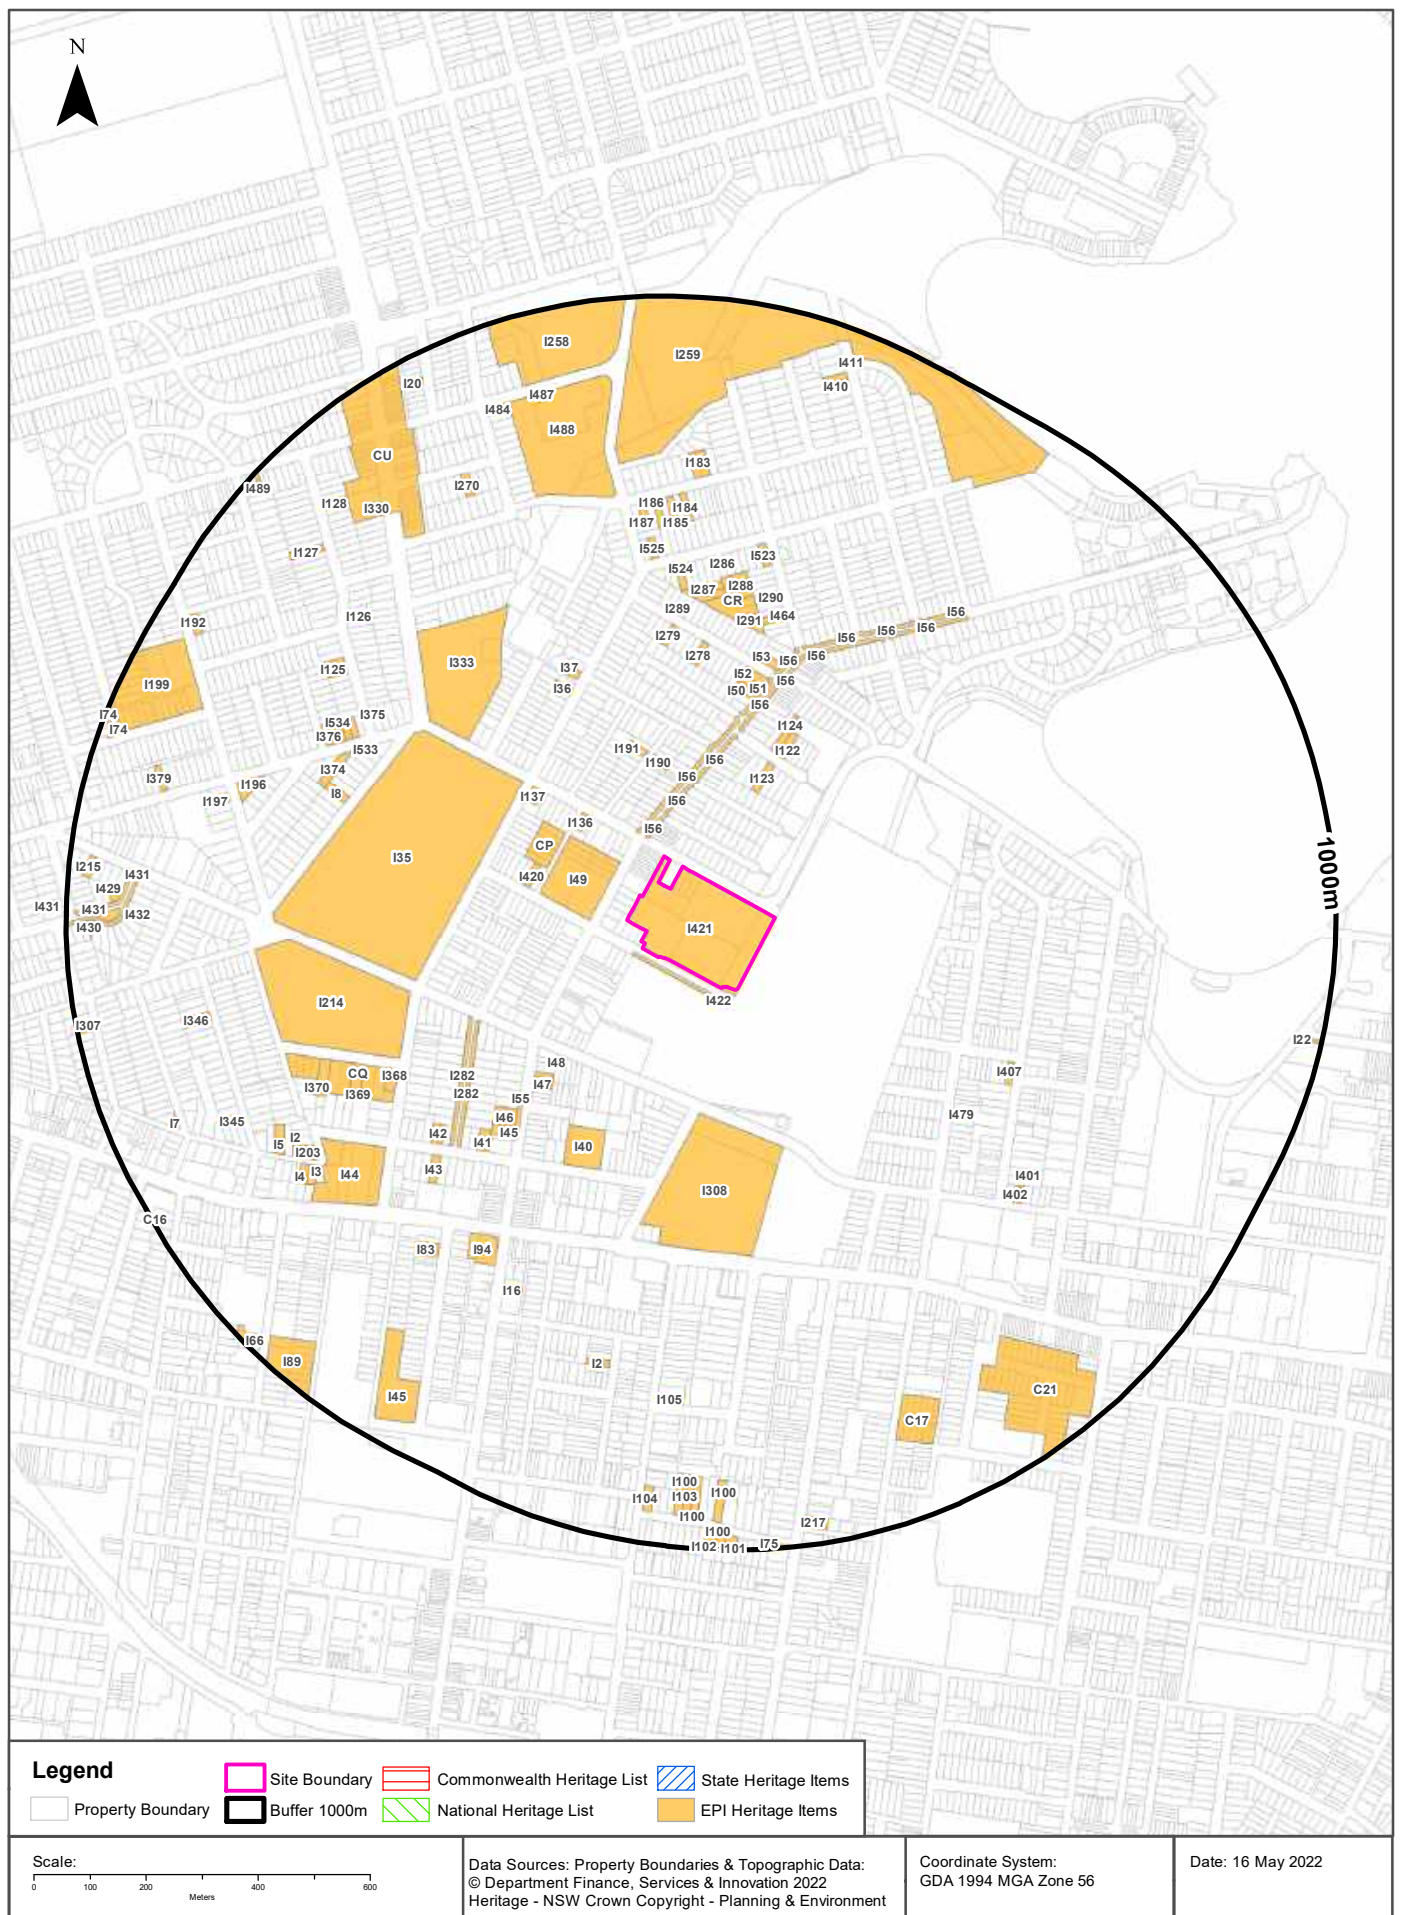 N
I258
I259
I411
I410
I20
I487
I484
I488
CU
I183
I489
I270
I128
I330
I186
I184
I187
I185
I127
I525
I523
I524
I286
I287
I288
CR
I290
I289
I291
I464
I56
I126
I192
I56
I56
I56
I279
I278
I53
I56
I56
I125
I333
I37
I36
I52
I50
I51
I56
I199
I56
I74
I74
I375
I534
I376
I124
I122
I533
I191
I190
I56
I374
I379
I56
I123
I196
I8
I197
I137
I56
I136
I56
CP
I35
1000m
I215
I431
I429
I420
I49
I431
I431
I432
I430
I421
I214
I422
I346
I307
I22
I48
CQ
I368
I282
I47
I407
I370
I369
I282
I55
I479
I7
I345
I46
I42
I45
I5
I2
I41
I40
I203
I4
I3
I44
I43
I308
I401
I402
C16
I83
I94
I16
I66
I89
I2
I45
I105
C17
C21
I100
I104
I103
I100
I100
I100
I217
I102
I101
I75
Legend
Site Boundary
Commonwealth Heritage List
State Heritage Items
Property Boundary
Buffer 1000m
National Heritage List
EPI Heritage Items
Scale:
0 100 200 400 600
Meters
Data Sources: Property Boundaries & Topographic Data:
© Department Finance, Services & Innovation 2022
Heritage - NSW Crown Copyright - Planning & Environment
Coordinate System:
GDA 1994 MGA Zone 56
Date: 16 May 2022